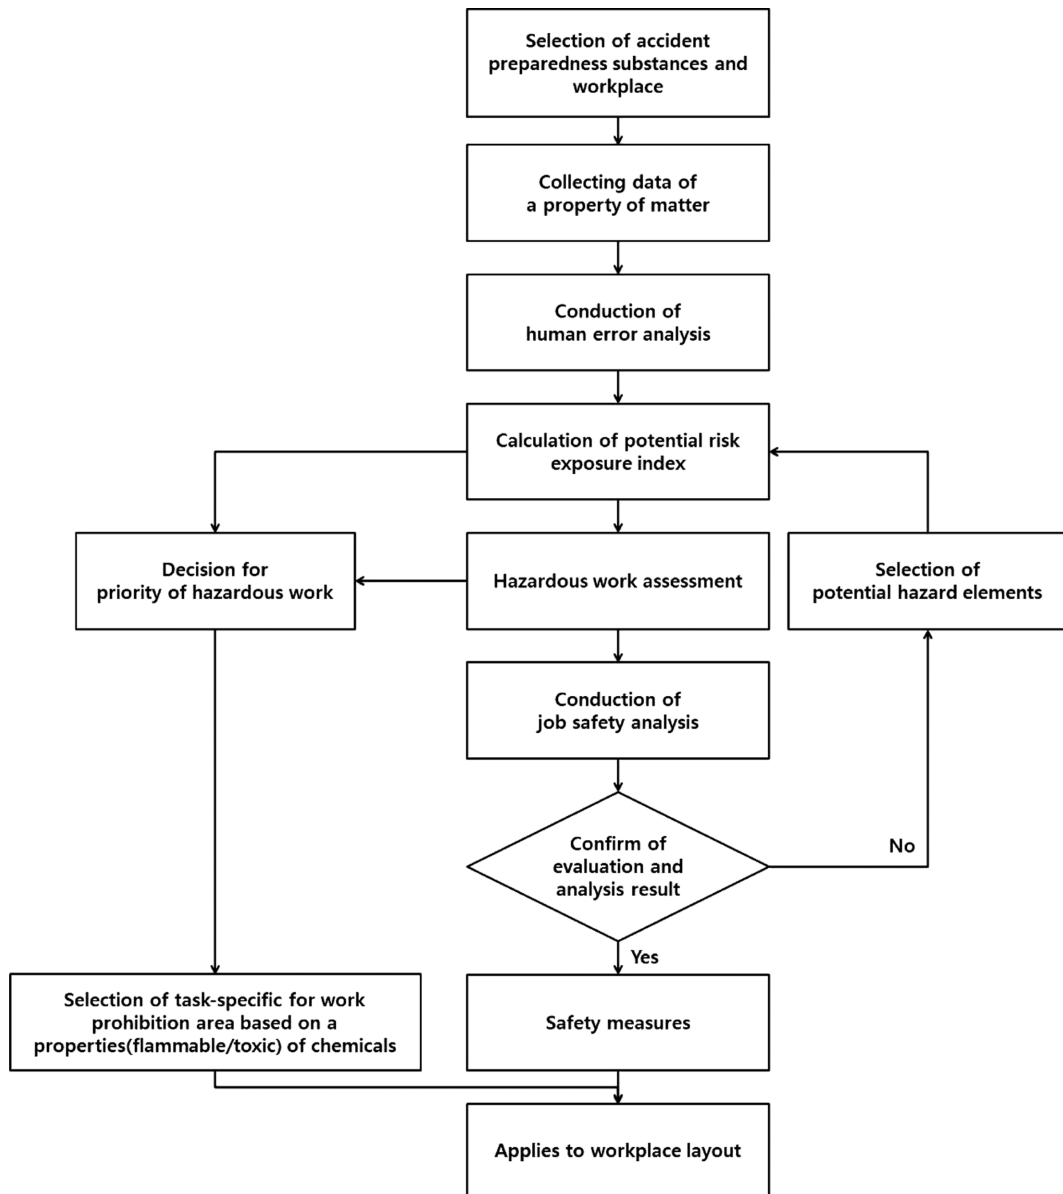 Selection of accident
preparedness substances and
workplace
Collecting data of
a property of matter
Conduction of
human error analysis
Calculation of potential risk
exposure index
Decision for
priority of hazardous work
Hazardous work assessment
Selection of
potential hazard elements
Conduction of
job safety analysis
Confirm of
evaluation and
analysis result
No
Yes
Selection of task-specific for work
prohibition area based on a
properties(flammable/toxic) of chemicals
Safety measures
Applies to workplace layout